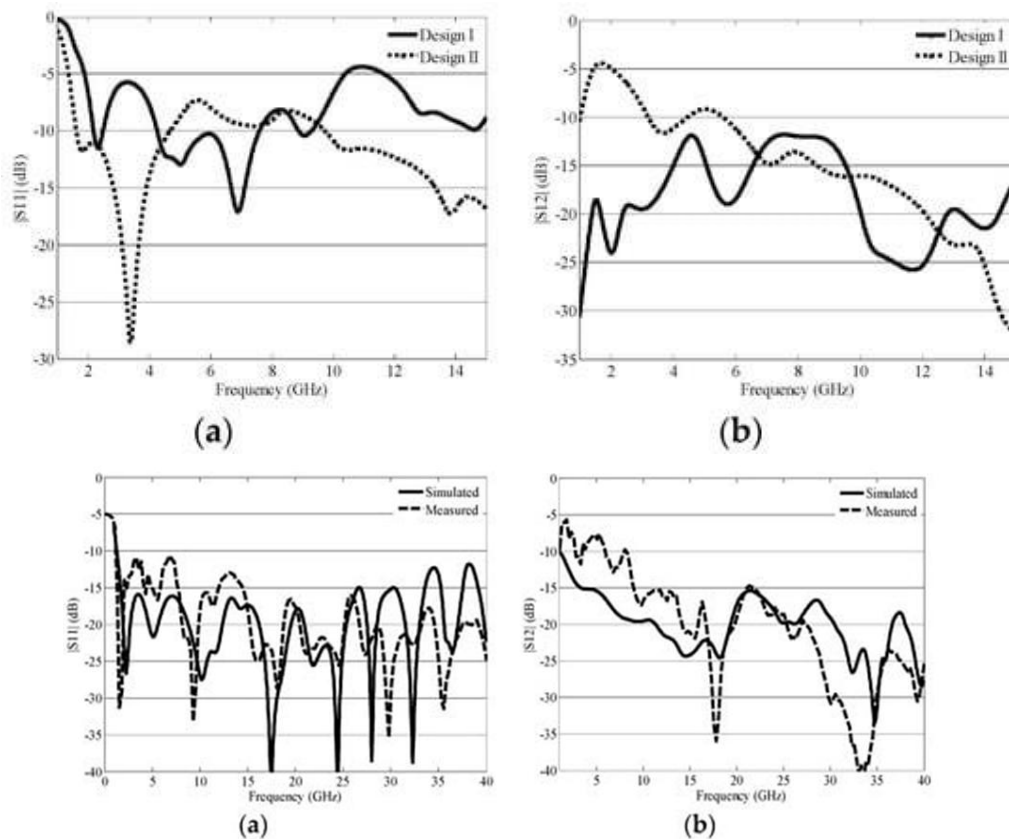 0
-5
-10
-15
-20
-25
-30
|S11| (dB)
Design I
Design II
2 4 6 8 10 12 14
Frequency (GHz)
(a)
0
-5
-10
-15
-20
-25
-30
-35
|S12| (dB)
Design I
Design II
2 4 6 8 10 12 14
Frequency (GHz)
(b)
0
-5
-10
-15
-20
-25
-30
-35
-40
|S11| (dB)
Simulated
Measured
0 5 10 15 20 25 30 35 40
Frequency (GHz)
(a)
0
-5
-10
-15
-20
-25
-30
-35
-40
|S12| (dB)
Simulated
Measured
5 10 15 20 25 30 35 40
Frequency (GHz)
(b)